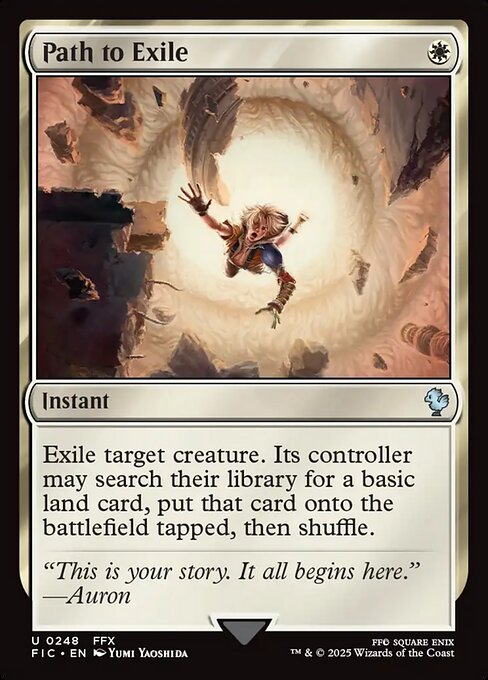 Path to Exile
Instant
Exile target creature. Its controller
may search their library for a basic
land card, put that card onto the
battlefield tapped, then shuffle.
“This is your story. It all begins here.”
—Auron
U 0248 FFX
FIC • EN Yumi Yaoshida
FF© SQUARE ENIX
™ & © 2025 Wizards of the Coast